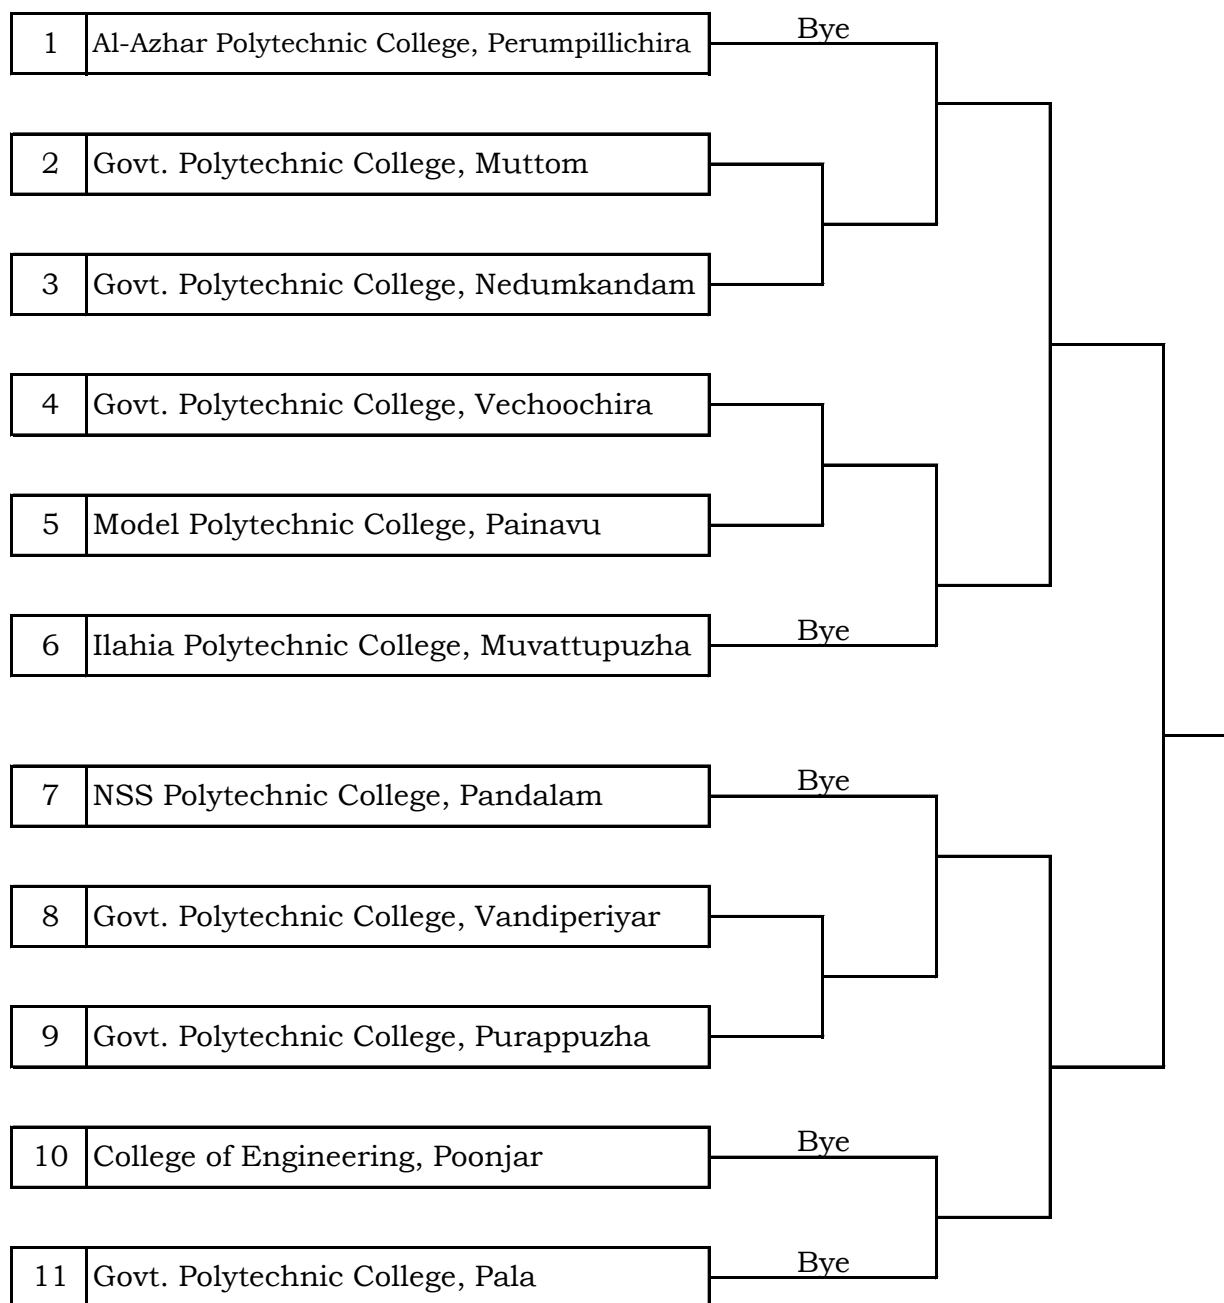 1 Al-Azhar Polytechnic College, Perumpillichira Bye
2 Govt. Polytechnic College, Muttom
3 Govt. Polytechnic College, Nedumkandam
4 Govt. Polytechnic College, Vechoochira
5 Model Polytechnic College, Painavu
6 Ilahia Polytechnic College, Muvattupuzha Bye
7 NSS Polytechnic College, Pandalam Bye
8 Govt. Polytechnic College, Vandiperiyar
9 Govt. Polytechnic College, Purappuzha
10 College of Engineering, Poonjar Bye
11 Govt. Polytechnic College, Pala Bye